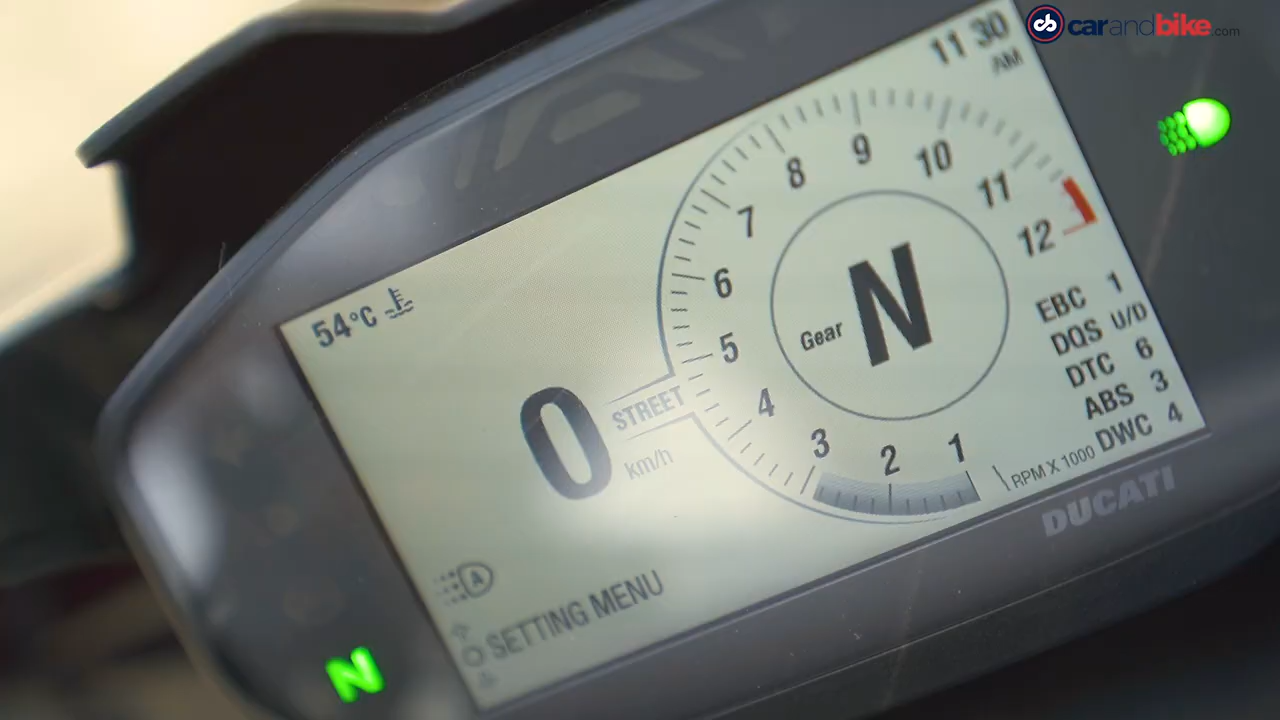 carandbike.com
11 30
AM
54°C
7 8 9 10 11 12
6
5
4
3 2 1
Gear N
0 STREET
km/h
EBC 1
DQS U/D
DTC 6
ABS 3
DWC 4
RPM X 1000
DUCATI
A
SETTING MENU
N